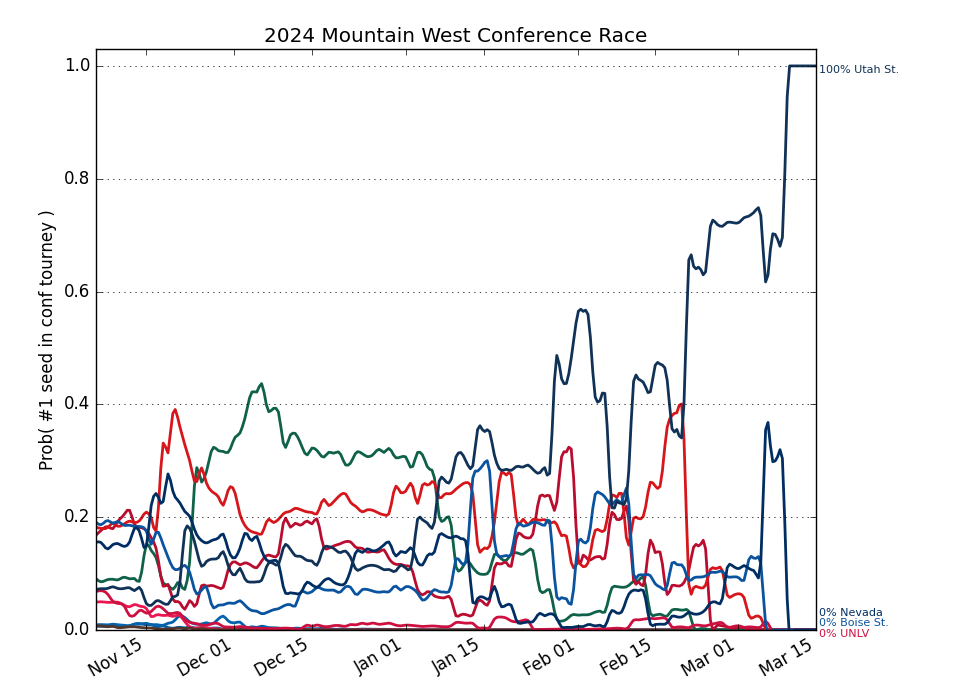 2024 Mountain West Conference Race
Prob( #1 seed in conf tourney )
1.0
0.8
0.6
0.4
0.2
0.0
Nov 15
Dec 01
Dec 15
Jan 01
Jan 15
Feb 01
Feb 15
Mar 01
Mar 15
100% Utah St.
0% Nevada
0% Boise St.
0% UNLV